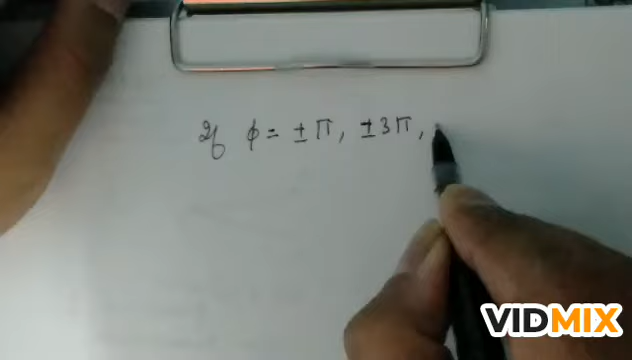 If φ = ± π, ± 3π,
VIDMIX